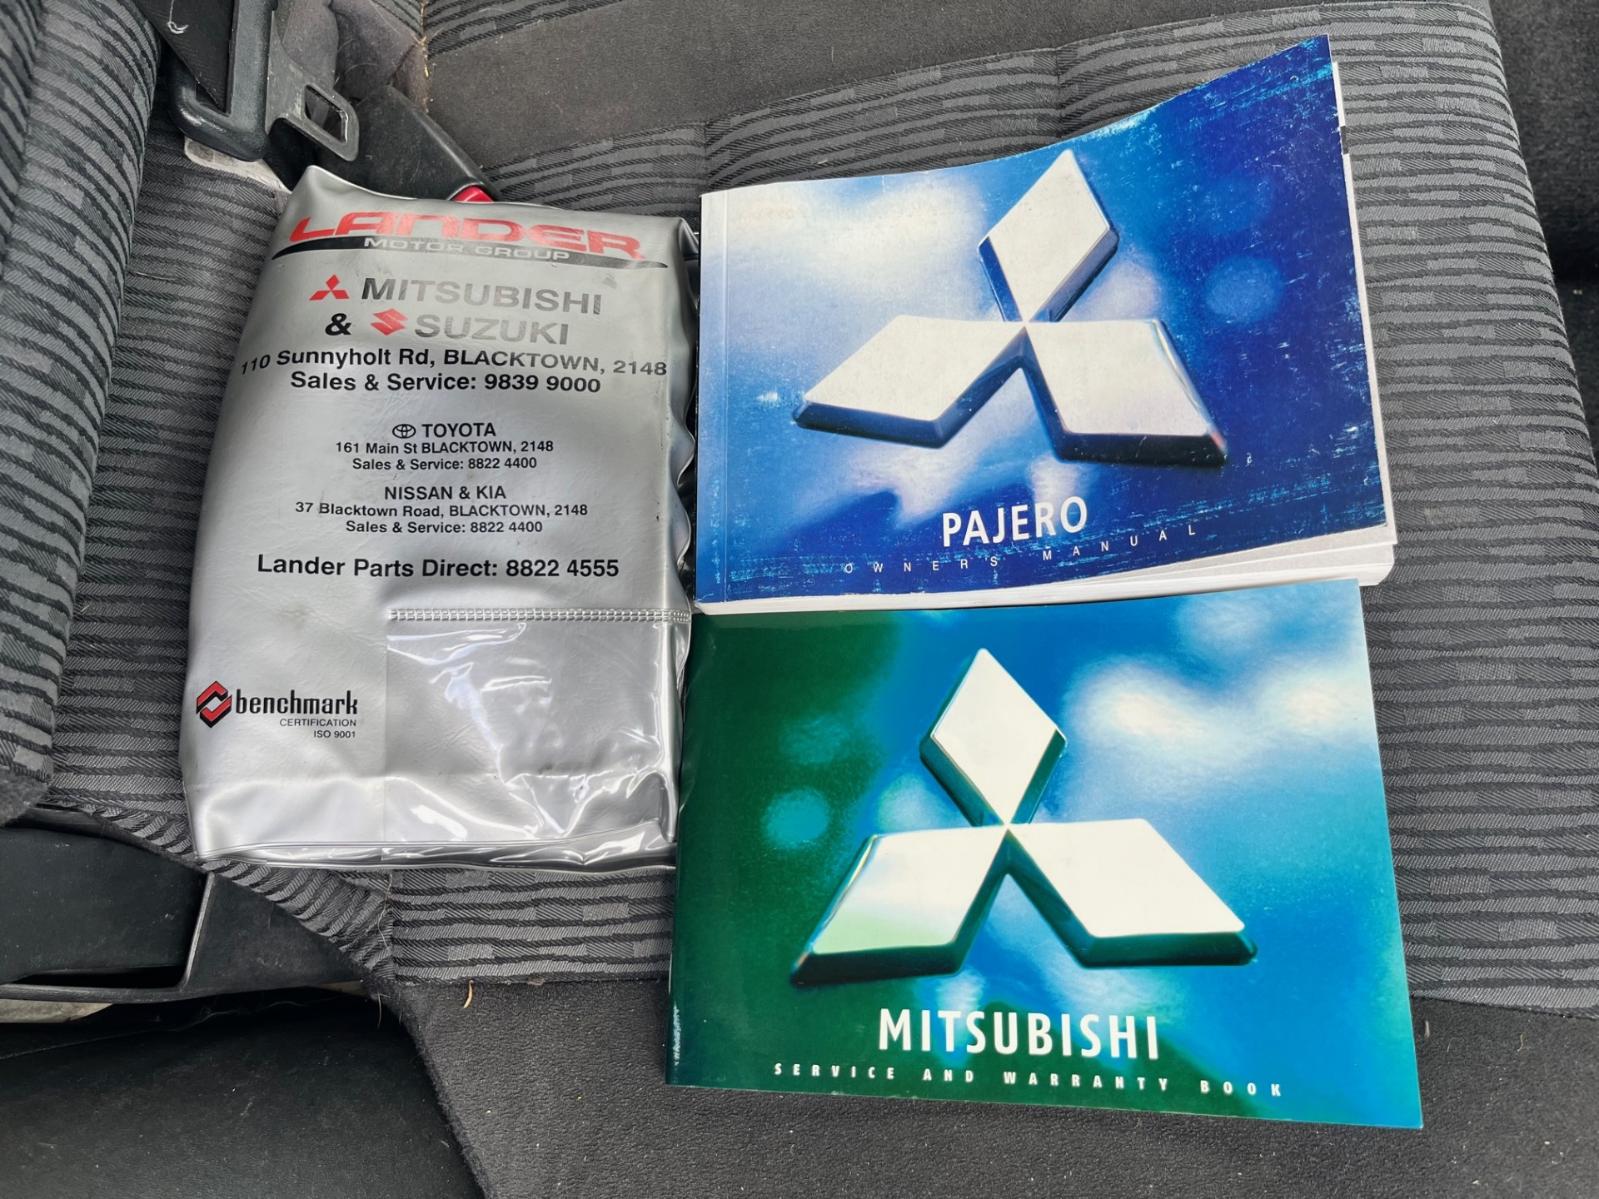 LANDER
MOTOR GROUP
MITSUBISHI
& SUZUKI
110 Sunnyholt Rd, BLACKTOWN, 2148
Sales & Service: 9839 9000
TOYOTA
161 Main St BLACKTOWN, 2148
Sales & Service: 8822 4400
NISSAN & KIA
37 Blacktown Road, BLACKTOWN, 2148
Sales & Service: 8822 4400
Lander Parts Direct: 8822 4555
benchmark
CERTIFICATION
ISO 9001
PAJERO
OWNERS MANUAL
MITSUBISHI
SERVICE AND WARRANTY BOOK